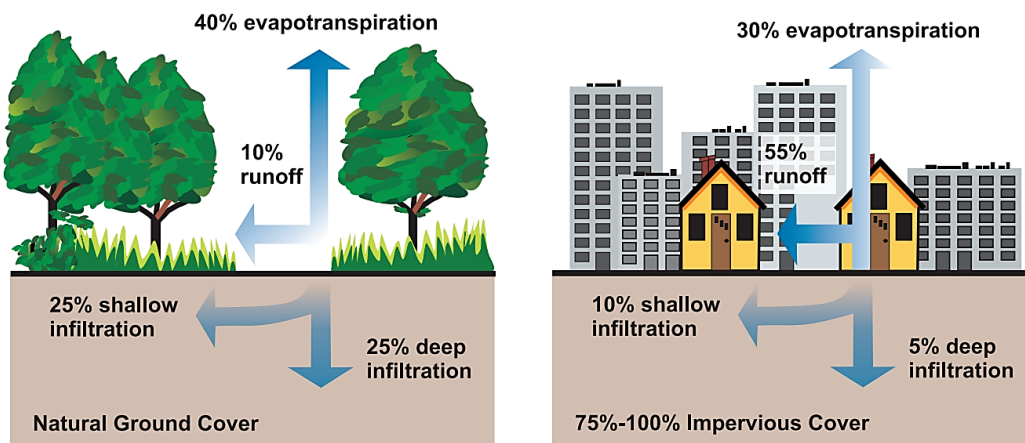 40% evapotranspiration
10%
runoff
25% shallow
infiltration
25% deep
infiltration
Natural Ground Cover
30% evapotranspiration
55%
runoff
10% shallow
infiltration
5% deep
infiltration
75%-100% Impervious Cover